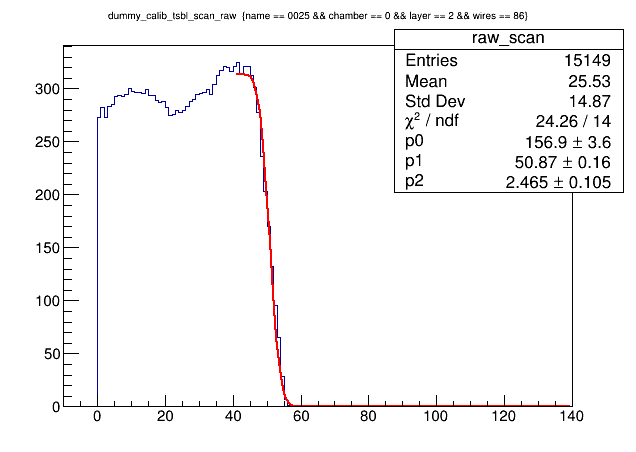 dummy_calib_tsbl_scan_raw {name == 0025 && chamber == 0 && layer == 2 && wires == 86}
raw_scan
Entries 15149
Mean 25.53
Std Dev 14.87
χ² / ndf 24.26 / 14
p0 156.9 ± 3.6
p1 50.87 ± 0.16
p2 2.465 ± 0.105
300
250
200
150
100
50
0
0 20 40 60 80 100 120 140